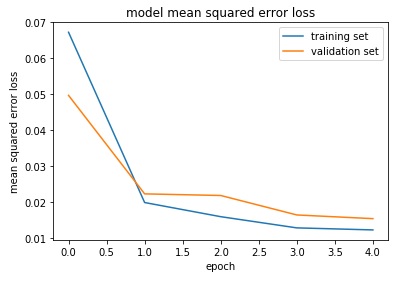 model mean squared error loss
training set
validation set
mean squared error loss
0.07
0.06
0.05
0.04
0.03
0.02
0.01
0.0 0.5 1.0 1.5 2.0 2.5 3.0 3.5 4.0
epoch